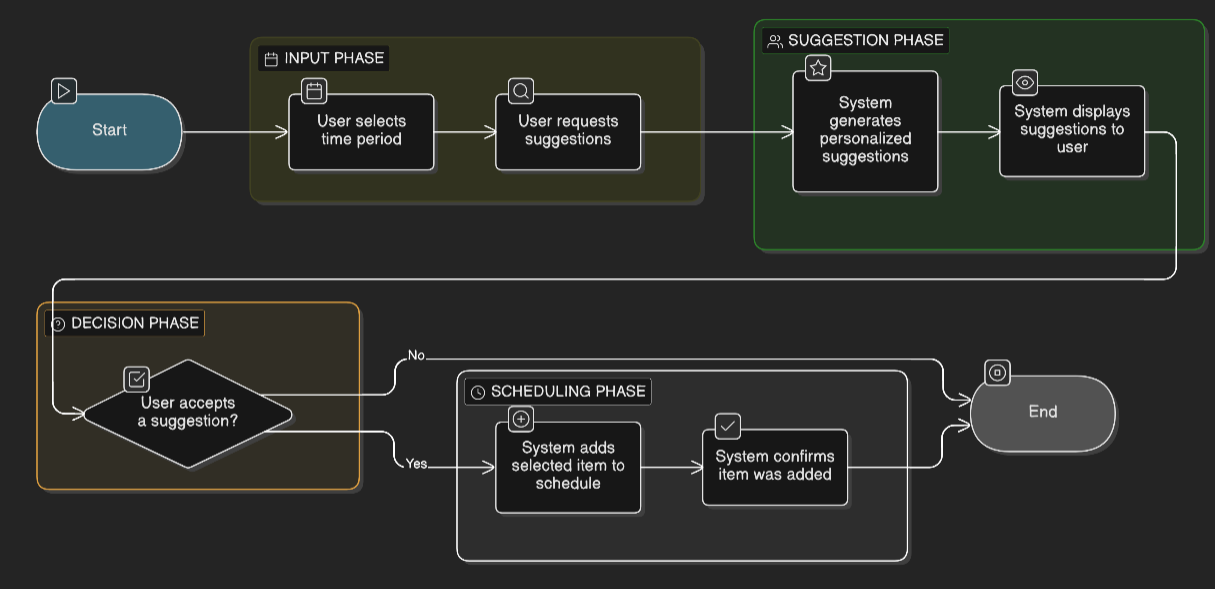 INPUT PHASE
SUGGESTION PHASE
Start
User selects
time period
User requests
suggestions
System
generates
personalized
suggestions
System displays
suggestions to
user
DECISION PHASE
User accepts
a suggestion?
No
Yes
SCHEDULING PHASE
System adds
selected item to
schedule
System confirms
item was added
End